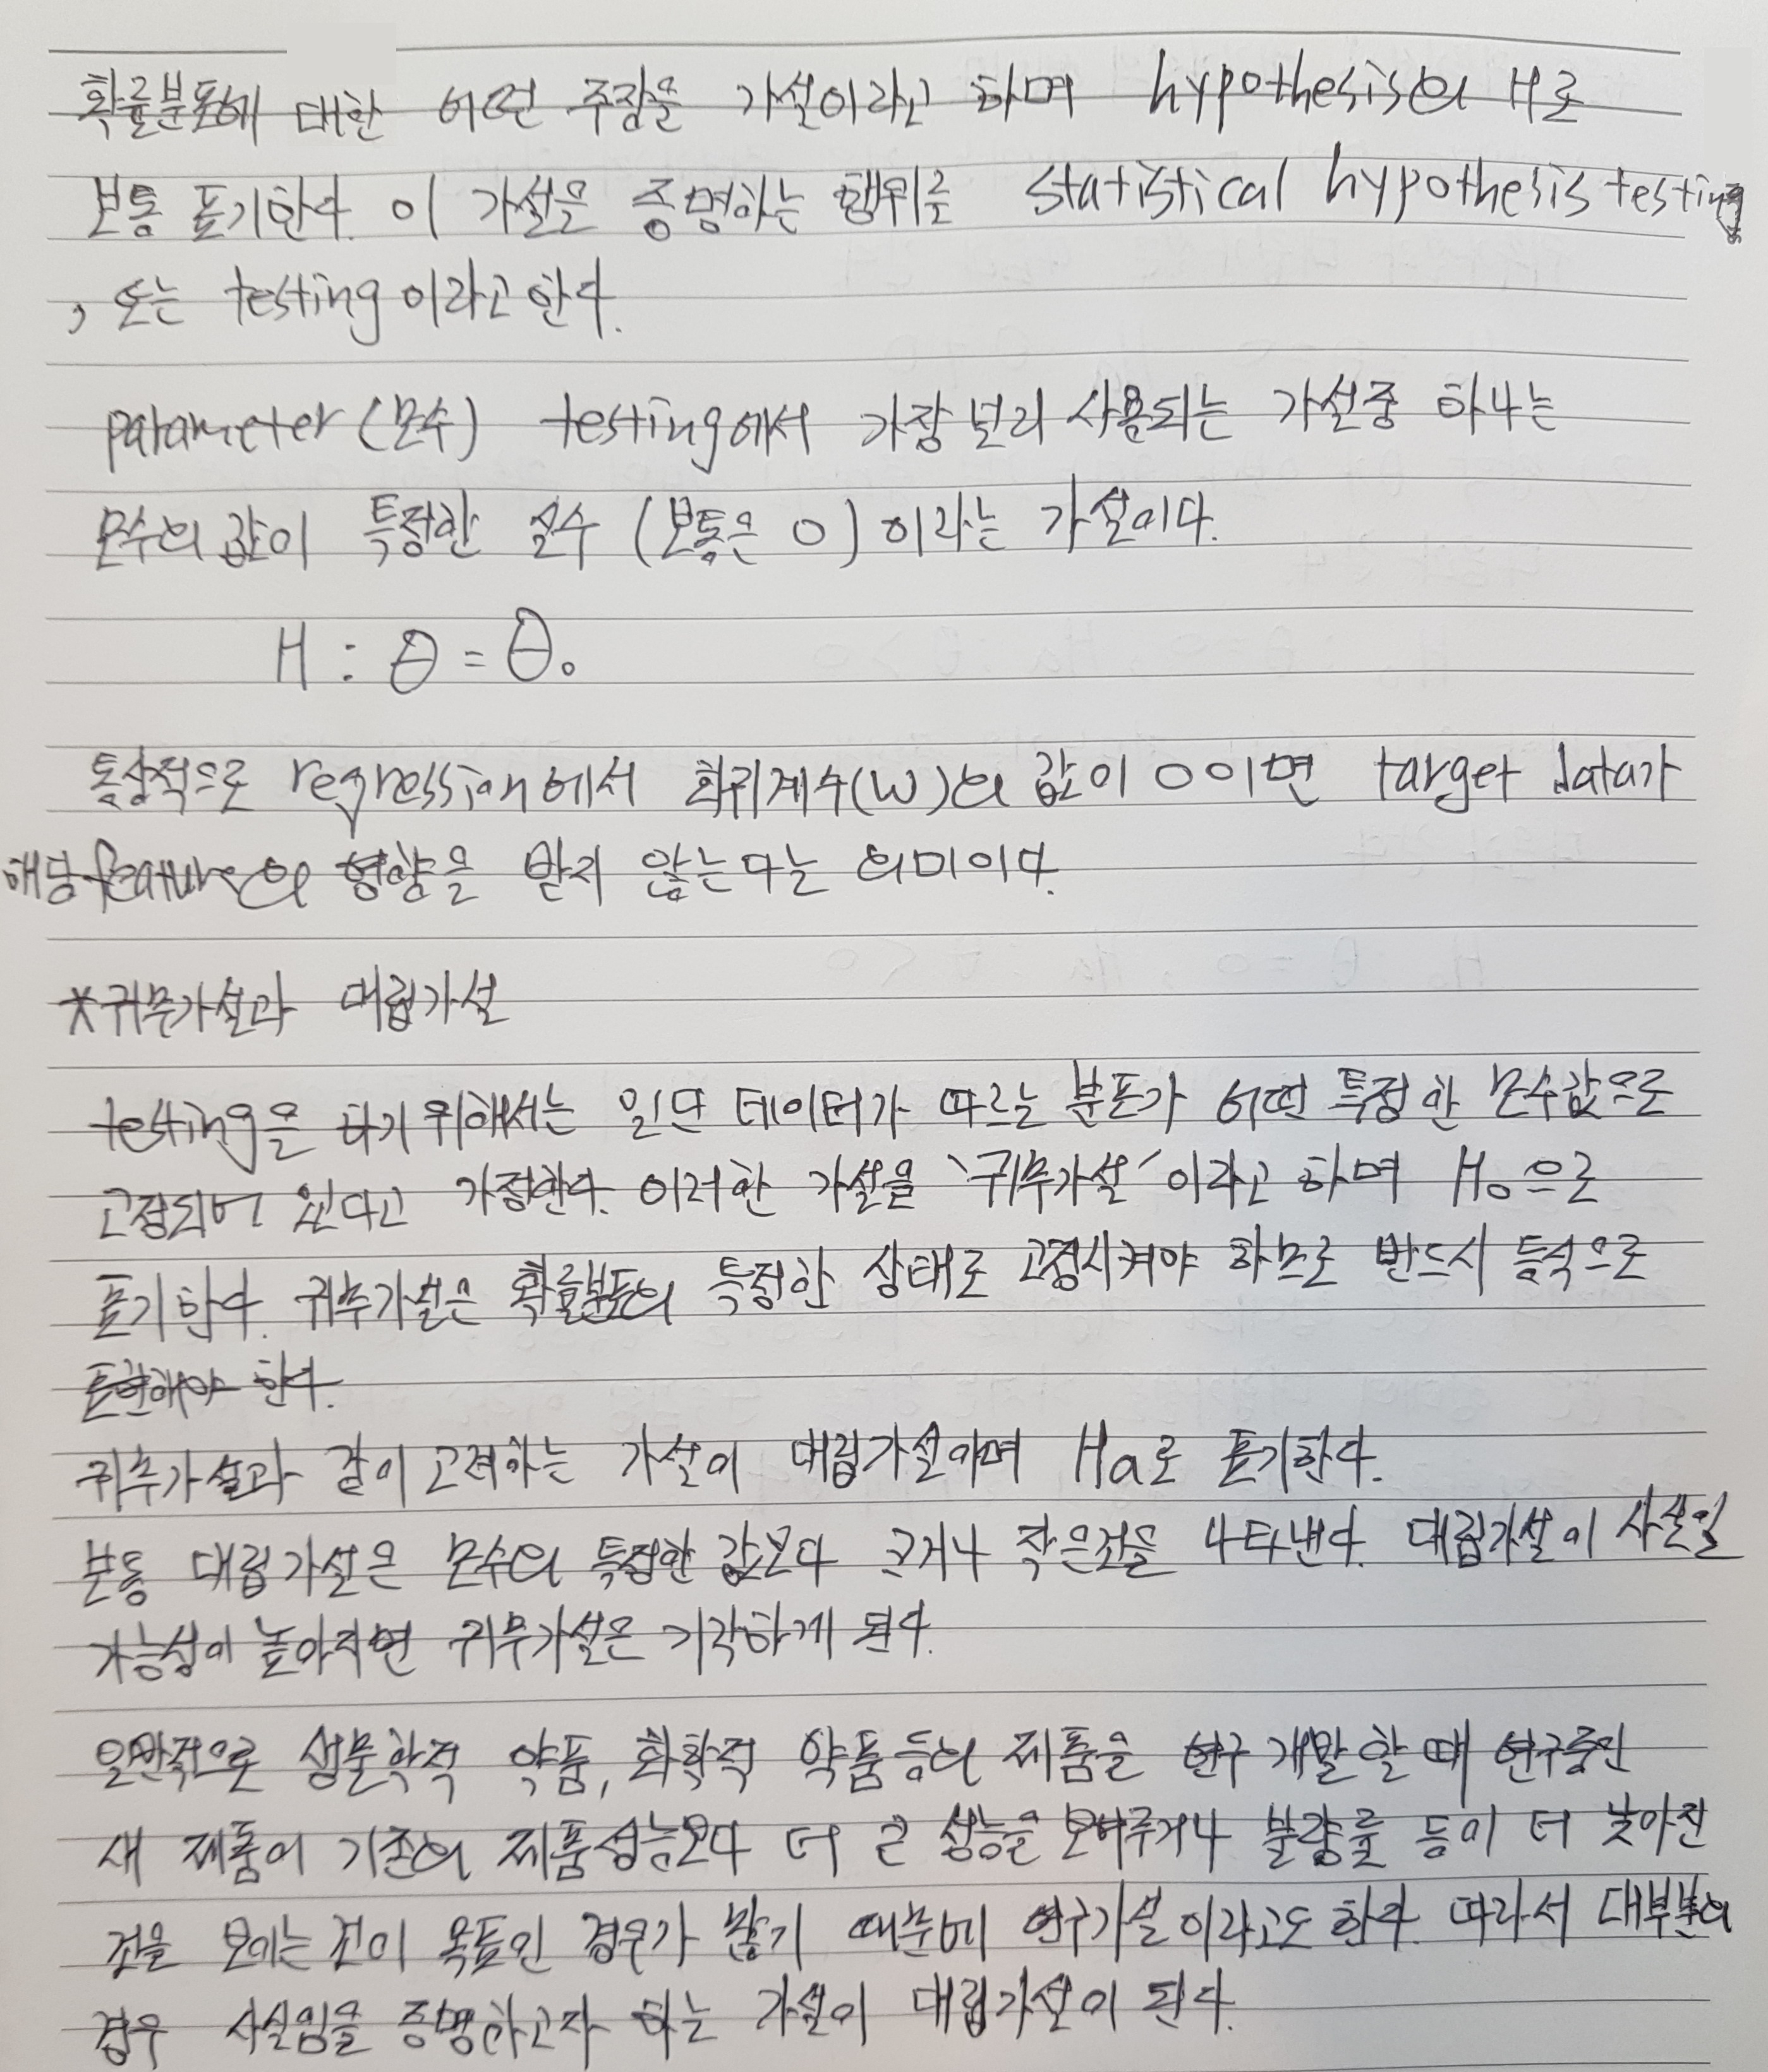 확률분포에 대한 어떤 주장을 가설이라고 하며 hypothesis의 H로
보통 표기한다. 이 가설을 증명하는 행위를 statistical hypothesis testing
, 또는 testing이라고 한다.
parameter (모수) testing에서 가장 널리 사용되는 가설중 하나는
모수의 값이 특정한 실수 (보통은 0) 이라는 가설이다.
H : θ = θ₀
통상적으로 regression에서 회귀계수(w)의 값이 0이면 target data가
해당 feature의 영향을 받지 않는다는 의미이다.
*귀무가설과 대립가설
testing을 하기 위해서는 일단 데이터가 따르는 분포가 어떤 특정한 모수값으로
고정되어 있다고 가정한다. 이러한 가설을 '귀무가설'이라고 하며 H₀으로
표기한다. 귀무가설은 확률분포의 특정한 상태로 고정시켜야 하므로 반드시 등식으로
표현해야 한다.
귀무가설과 같이 고려하는 가설이 대립가설이며 Ha로 표기한다.
보통 대립가설은 모수의 특정한 값보다 크거나 작은것을 나타낸다. 대립가설이 사실일
가능성이 높아지면 귀무가설은 기각하게 된다.
일반적으로 생물학적 약품, 화학적 약품등의 제품을 연구 개발할 때 연구중인
새 제품이 기존의 제품성능보다 더 큰 성능을 보여주거나 불량률 등이 더 낮아진
것을 보이는 것이 목표인 경우가 많기 때문에 연구가설이라고도 한다. 따라서 대부분의
경우 사실임을 증명하고자 하는 가설이 대립가설이 된다.